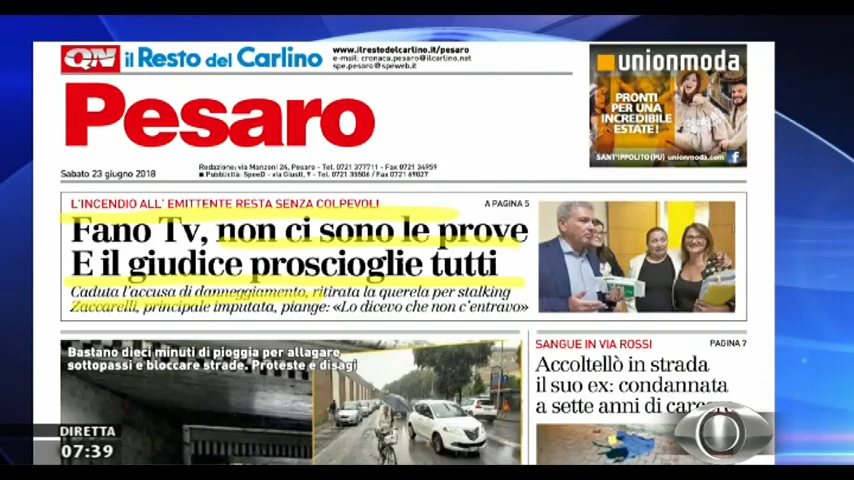 QN il Resto del Carlino
www.ilrestodelcarlino.it/pesaro
e-mail: cronaca.pesaro@ilcarlino.net
spe.pesaro@speweb.it
Pesaro
Sabato 23 giugno 2018
Redazione: via Manzoni 24, Pesaro - Tel. 0721 377711 - Fax 0721 34959
■ Pubblicità: SpeeD - via Giusti, 9 - Tel. 0721 35506 / Fax 0721 69027
unionmoda
PRONTI
PER UNA
INCREDIBILE
ESTATE!
SANT'IPPOLITO (PU) unionmoda.com f
L'INCENDIO ALL' EMITTENTE RESTA SENZA COLPEVOLI
A PAGINA 5
Fano Tv, non ci sono le prove
E il giudice proscioglie tutti
Caduta l'accusa di danneggiamento, ritirata la querela per stalking
Zaccarelli, principale imputata, piange: «Lo dicevo che non c'entravo»
Bastano dieci minuti di pioggia per allagare
sottopassi e bloccare strade. Proteste e disagi
SANGUE IN VIA ROSSI
PAGINA 7
Accoltellò in strada
il suo ex: condannata
a sette anni di
DIRETTA
07:39